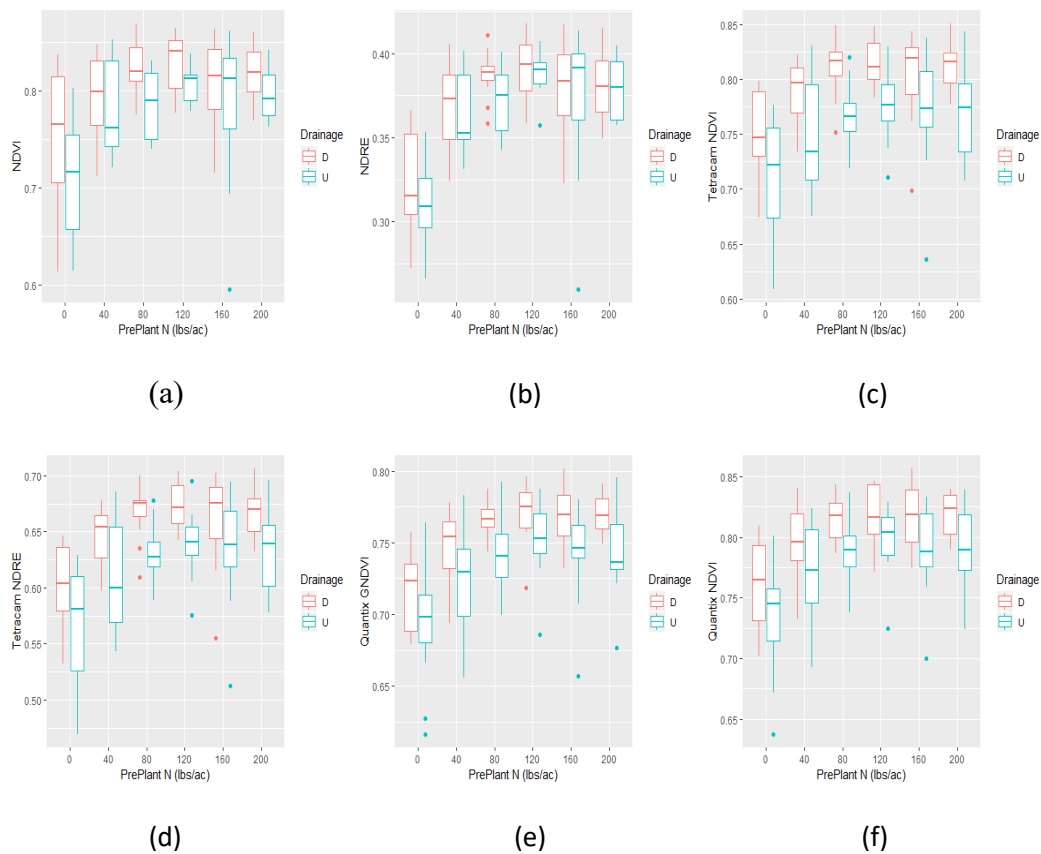 NDVI
0.8
0.7
0.6
0 40 80 120 160 200
PrePlant N (lbs/ac)
Drainage
D
U
(a)
NDRE
0.40
0.35
0.30
0 40 80 120 160 200
PrePlant N (lbs/ac)
Drainage
D
U
(b)
Tetracam NDVI
0.85
0.80
0.75
0.70
0.65
0.60
0 40 80 120 160 200
PrePlant N (lbs/ac)
Drainage
D
U
(c)
Tetracam NDRE
0.70
0.65
0.60
0.55
0.50
0 40 80 120 160 200
PrePlant N (lbs/ac)
Drainage
D
U
(d)
Quantix GNDVI
0.80
0.75
0.70
0.65
0 40 80 120 160 200
PrePlant N (lbs/ac)
Drainage
D
U
(e)
Quantix NDVI
0.85
0.80
0.75
0.70
0.65
0 40 80 120 160 200
PrePlant N (lbs/ac)
Drainage
D
U
(f)